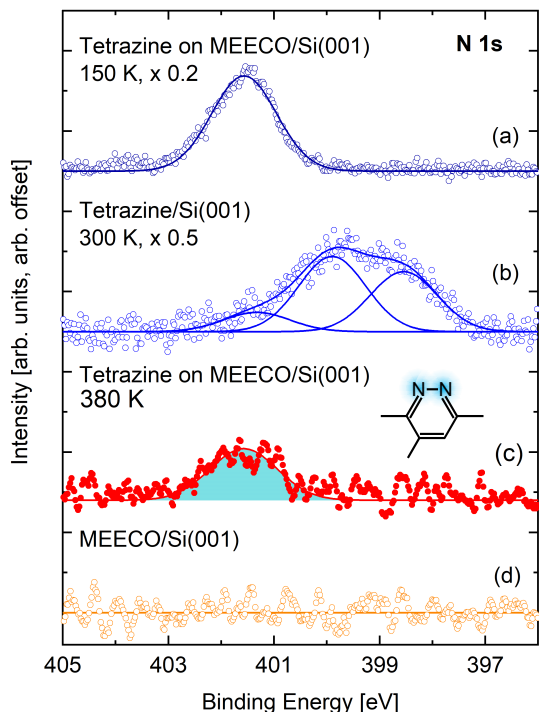 N 1s
Tetrazine on MEECO/Si(001)
150 K, x 0.2
(a)
Tetrazine/Si(001)
300 K, x 0.5
(b)
Tetrazine on MEECO/Si(001)
380 K
N N
(c)
MEECO/Si(001)
(d)
405 403 401 399 397
Binding Energy [eV]
Intensity [arb. units, arb. offset]